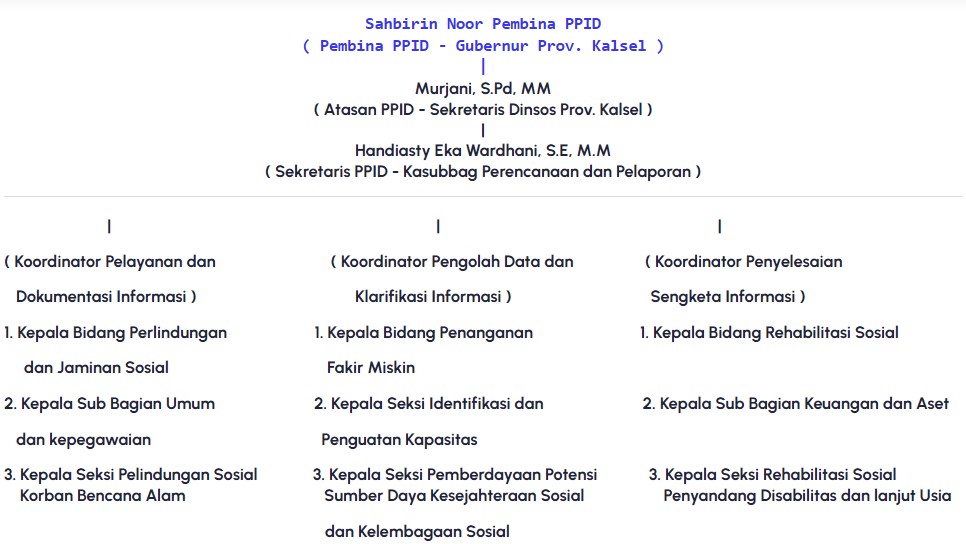 Sahbirin Noor Pembina PPID
( Pembina PPID - Gubernur Prov. Kalsel )
|
Murjani, S.Pd, MM
( Atasan PPID - Sekretaris Dinsos Prov. Kalsel )
|
Handiasty Eka Wardhani, S.E, M.M
( Sekretaris PPID - Kasubbag Perencanaan dan Pelaporan )
|
( Koordinator Pelayanan dan
Dokumentasi Informasi )
1. Kepala Bidang Perlindungan
dan Jaminan Sosial
2. Kepala Sub Bagian Umum
dan kepegawaian
3. Kepala Seksi Pelindungan Sosial
Korban Bencana Alam
|
( Koordinator Pengolah Data dan
Klarifikasi Informasi )
1. Kepala Bidang Penanganan
Fakir Miskin
2. Kepala Seksi Identifikasi dan
Penguatan Kapasitas
3. Kepala Seksi Pemberdayaan Potensi
Sumber Daya Kesejahteraan Sosial
dan Kelembagaan Sosial
|
( Koordinator Penyelesaian
Sengketa Informasi )
1. Kepala Bidang Rehabilitasi Sosial
2. Kepala Sub Bagian Keuangan dan Aset
3. Kepala Seksi Rehabilitasi Sosial
Penyandang Disabilitas dan lanjut Usia